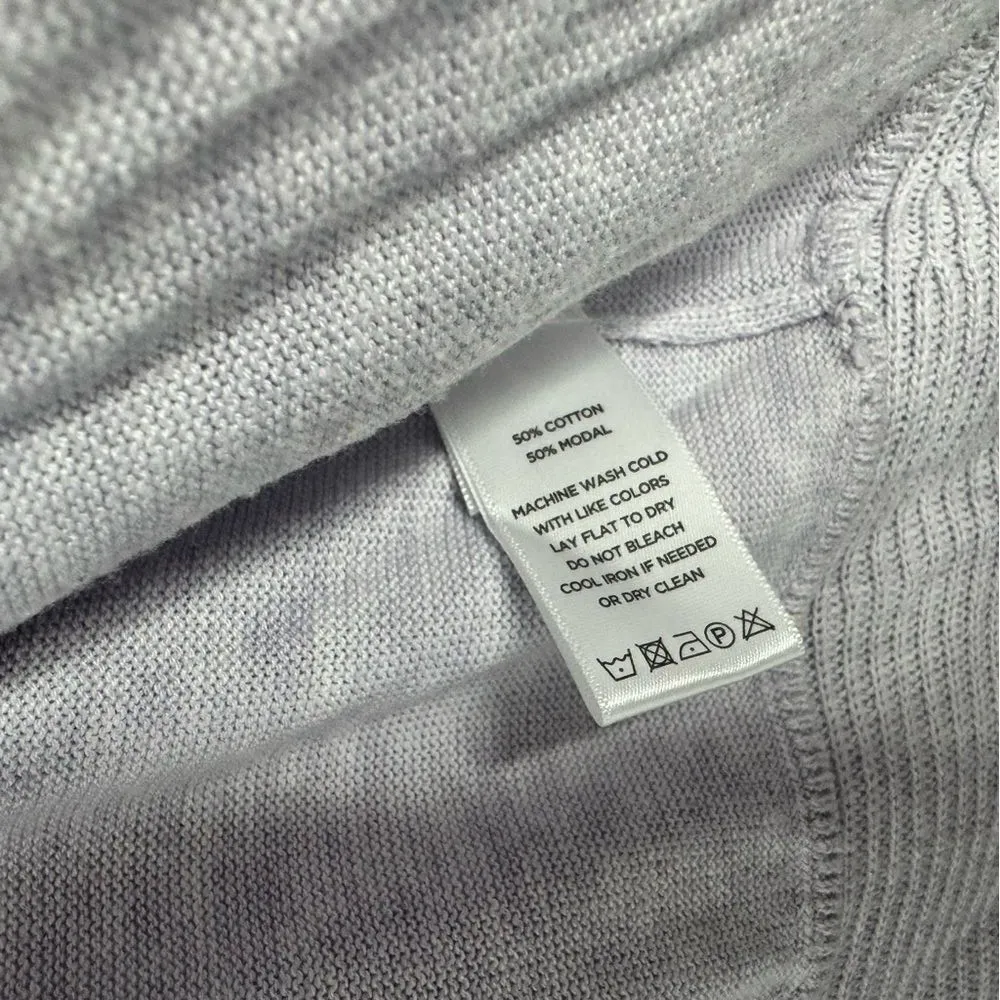 50% COTTON
50% MODAL
MACHINE WASH COLD
WITH LIKE COLORS
LAY FLAT TO DRY
DO NOT BLEACH
COOL IRON IF NEEDED
OR DRY CLEAN
P